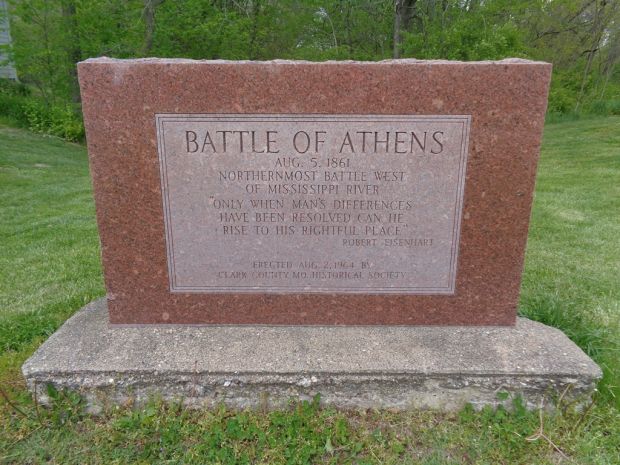 BATTLE OF ATHENS
AUG. 5, 1861
NORTHERNMOST BATTLE WEST
OF MISSISSIPPI RIVER
"ONLY WHEN MAN'S DIFFERENCES
HAVE BEEN RESOLVED CAN HE
RISE TO HIS RIGHTFUL PLACE"
ROBERT EISENHART
ERECTED AUG. 2, 1964 BY
CLARK COUNTY MO. HISTORICAL SOCIETY